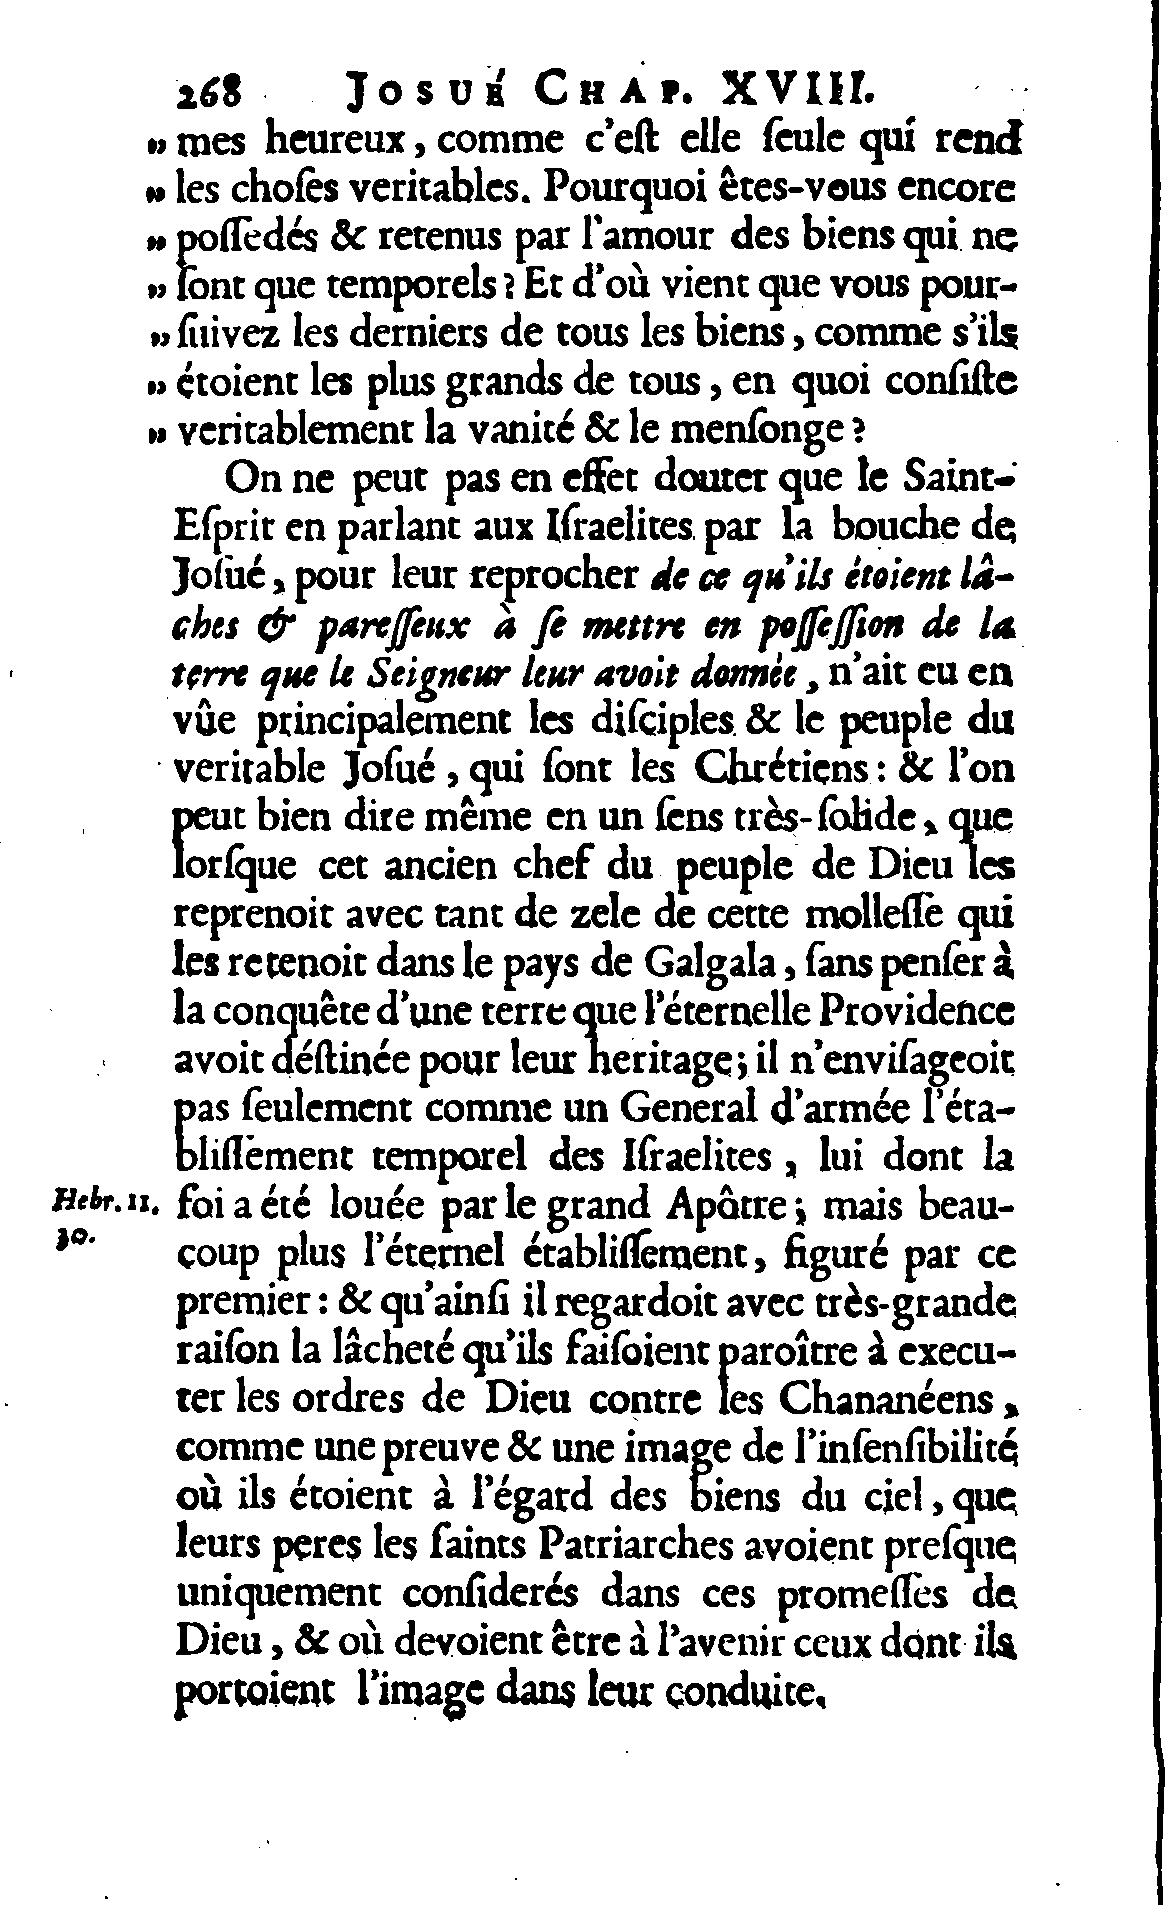 268 JOSUÉ CHAP. XVIII.
„ mes heureux, comme c'eſt elle ſeule qui rend
„ les choſes veritables. Pourquoi êtes-vous encore
„ poſſedés & retenus par l'amour des biens qui ne
„ ſont que temporels? Et d'où vient que vous pour-
„ ſuivez les derniers de tous les biens, comme s'ils
„ étoient les plus grands de tous, en quoi conſiſte
„ veritablement la vanité & le menſonge?
On ne peut pas en effet douter que le Saint-
Eſprit en parlant aux Iſraelites par la bouche de
Joſué, pour leur reprocher de ce qu'ils étoient lâ-
ches & pareſſeux à ſe mettre en poſſeſſion de la
terre que le Seigneur leur avoit donnée, n'ait eu en
vûe principalement les diſciples & le peuple du
veritable Joſué, qui ſont les Chrétiens: & l'on
peut bien dire même en un ſens très-ſolide, que
lorſque cet ancien chef du peuple de Dieu les
reprenoit avec tant de zele de cette molleſſe qui
les retenoit dans le pays de Galgala, ſans penſer à
la conquête d'une terre que l'éternelle Providence
avoit déſtinée pour leur heritage; il n'enviſageoit
pas ſeulement comme un General d'armée l'éta-
bliſſement temporel des Iſraelites, lui dont la
Hebr. 11. foi a été louée par le grand Apôtre; mais beau-
30. coup plus l'éternel établiſſement, figuré par ce
premier: & qu'ainſi il regardoit avec très-grande
raiſon la lâcheté qu'ils faiſoient paroître à execu-
ter les ordres de Dieu contre les Chananéens,
comme une preuve & une image de l'inſenſibilité
où ils étoient à l'égard des biens du ciel, que
leurs peres les ſaints Patriarches avoient preſque
uniquement conſiderés dans ces promeſſes de
Dieu, & où devoient être à l'avenir ceux dont ils
portoient l'image dans leur conduite.